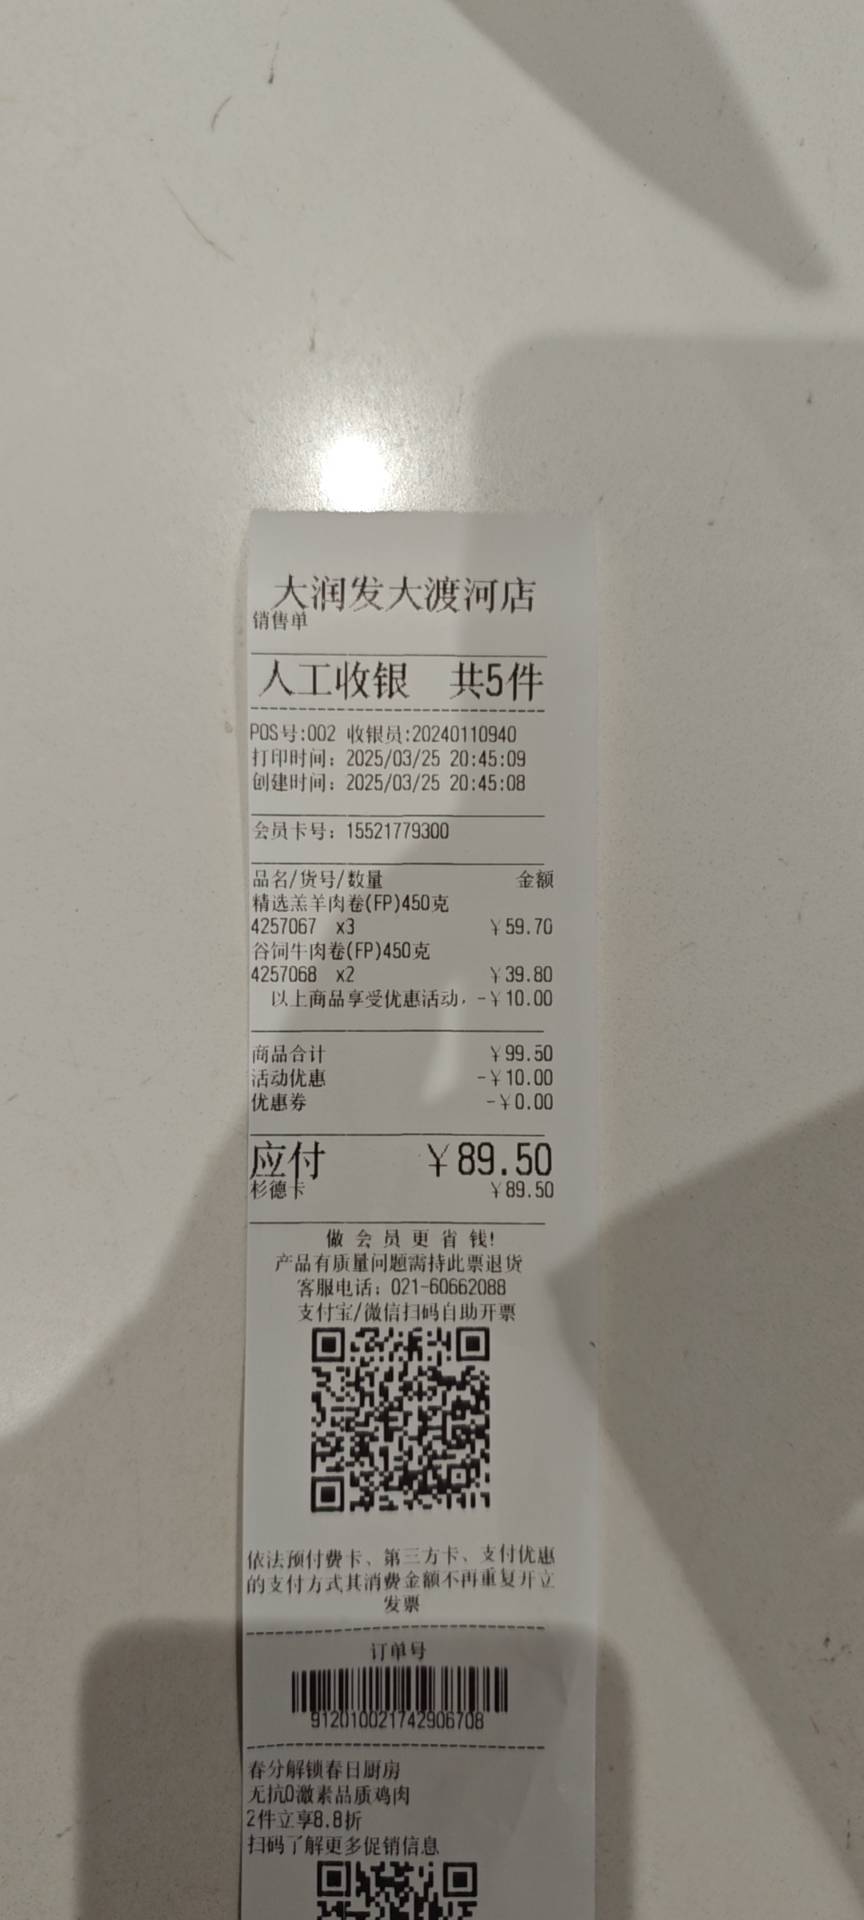 大润发大渡河店
销售单
人工收银 共5件
POS号:002 收银员:20240110940
打印时间：2025/03/25 20:45:09
创建时间：2025/03/25 20:45:08
会员卡号：15521779300
品名/货号/数量 金额
精选羔羊肉卷(FP)450克
4257067 x3 ￥59.70
谷饲牛肉卷(FP)450克
4257068 x2 ￥39.80
以上商品享受优惠活动，-￥10.00
商品合计 ￥99.50
活动优惠 -￥10.00
优惠券 -￥0.00
应付 ￥89.50
杉德卡 ￥89.50
做会员更省钱!
产品有质量问题需持此票退货
客服电话：021-60662088
支付宝/微信扫码自助开票
依法预付费卡、第三方卡、支付优惠
的支付方式其消费金额不再重复开立
发票
订单号
912010021742906708
春分解锁春日厨房
无抗0激素品质鸡肉
2件立享8.8折
扫码了解更多促销信息